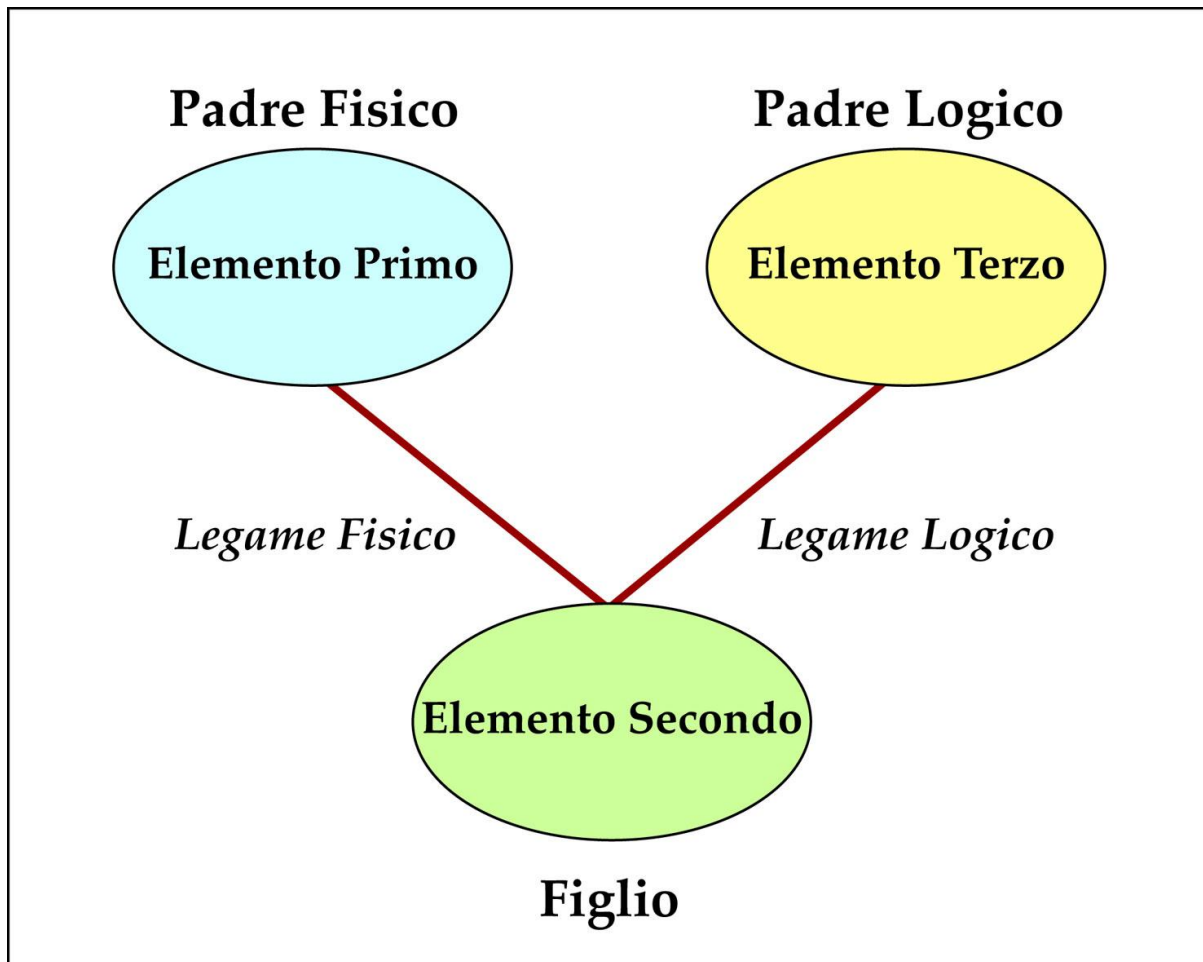 Padre Fisico
Padre Logico
Elemento Primo
Elemento Terzo
Legame Fisico
Legame Logico
Elemento Secondo
Figlio